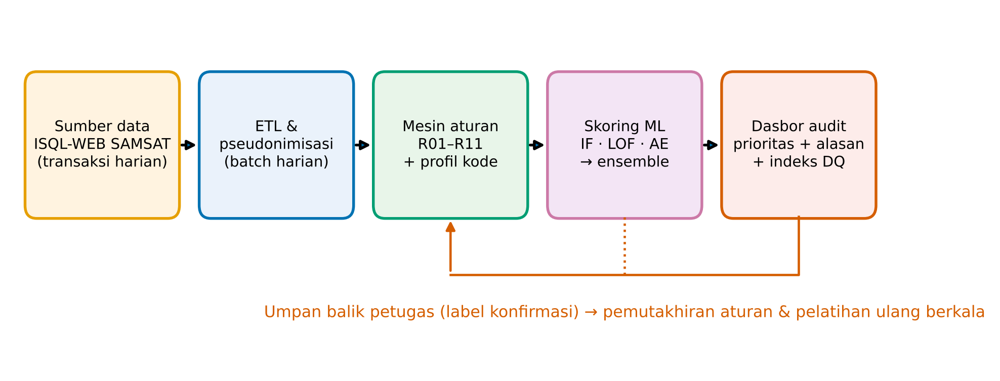 Sumber data
ISQL-WEB SAMSAT
(transaksi harian)
ETL &
pseudonimisasi
(batch harian)
Mesin aturan
R01–R11
+ profil kode
Skoring ML
IF · LOF · AE
→ ensemble
Dasbor audit
prioritas + alasan
+ indeks DQ
Umpan balik petugas (label konfirmasi) → pemutakhiran aturan & pelatihan ulang berkala